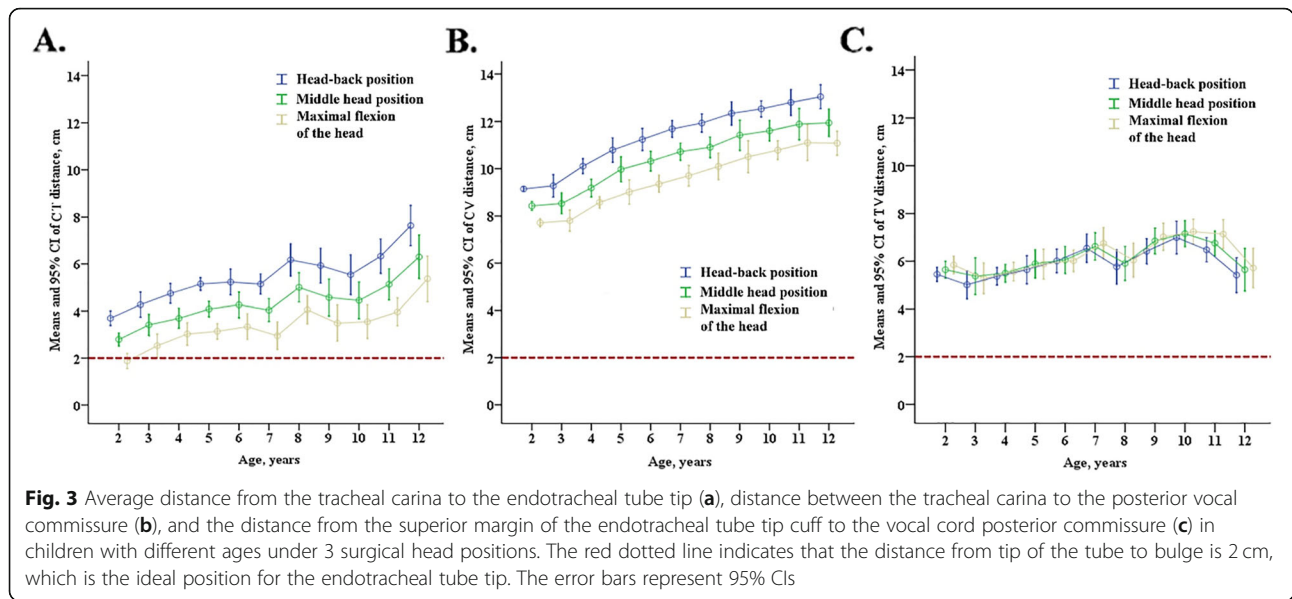 A.
Means and 95% CI of CT distance, cm
14
12
10
8
6
4
2
0
Head-back position
Middle head position
Maximal flexion
of the head
2 3 4 5 6 7 8 9 10 11 12
Age, years
B.
Means and 95% CI of CV distance, cm
14
12
10
8
6
4
2
0
Head-back position
Middle head position
Maximal flexion
of the head
2 3 4 5 6 7 8 9 10 11 12
Age, years
C.
Means and 95% CI of TV distance, cm
14
12
10
8
6
4
2
0
Head-back position
Middle head position
Maximal flexion
of the head
2 3 4 5 6 7 8 9 10 11 12
Age, years
Fig. 3 Average distance from the tracheal carina to the endotracheal tube tip (a), distance between the tracheal carina to the posterior vocal
commissure (b), and the distance from the superior margin of the endotracheal tube tip cuff to the vocal cord posterior commissure (c) in
children with different ages under 3 surgical head positions. The red dotted line indicates that the distance from tip of the tube to bulge is 2 cm,
which is the ideal position for the endotracheal tube tip. The error bars represent 95% CIs